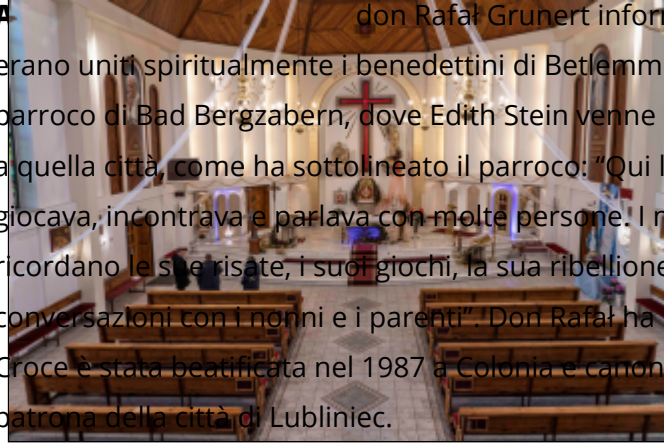 A don Rafał Grunert inforr
erano uniti spiritualmente i benedettini di Betlemm
parroco di Bad Bergzabern, dove Edith Stein venne
a quella città, come ha sottolineato il parroco: “Qui l
giocava, incontrava e parlava con molte persone. I r
ricordano le sue risate, i suoi giochi, la sua ribellione
conversazioni con i nonni e i parenti”. Don Rafał ha
Croce è stata beatificata nel 1987 a Colonia e canon
patrona della città di Lubliniec.